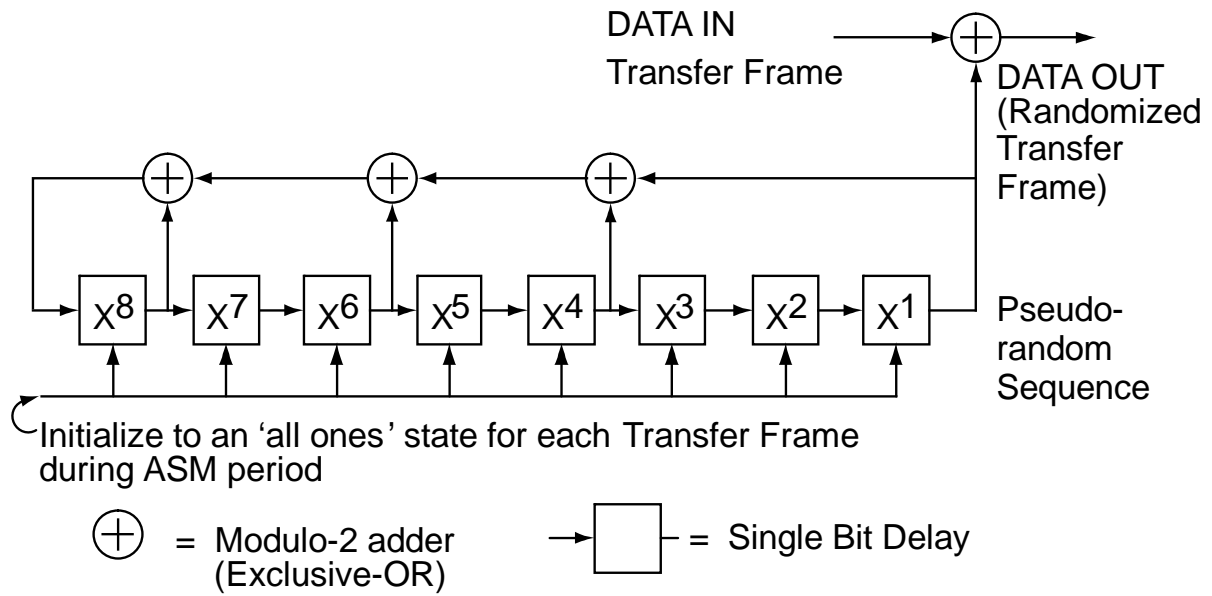 DATA IN
Transfer Frame
DATA OUT
(Randomized
Transfer
Frame)
X8 X7 X6 X5 X4 X3 X2 X1
Pseudo-
random
Sequence
Initialize to an ‘all ones’ state for each Transfer Frame
during ASM period
= Modulo-2 adder
(Exclusive-OR)
= Single Bit Delay